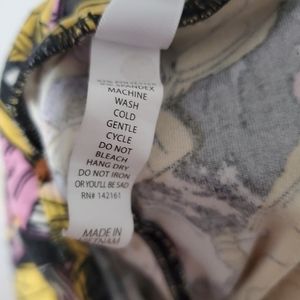 SPANDEX
MACHINE
WASH
COLD
GENTLE
CYCLE
DO NOT
BLEACH
HANG DRY
DO NOT IRON
OR YOU'LL BE SAD
RN# 142161
MADE IN
VIETNAM